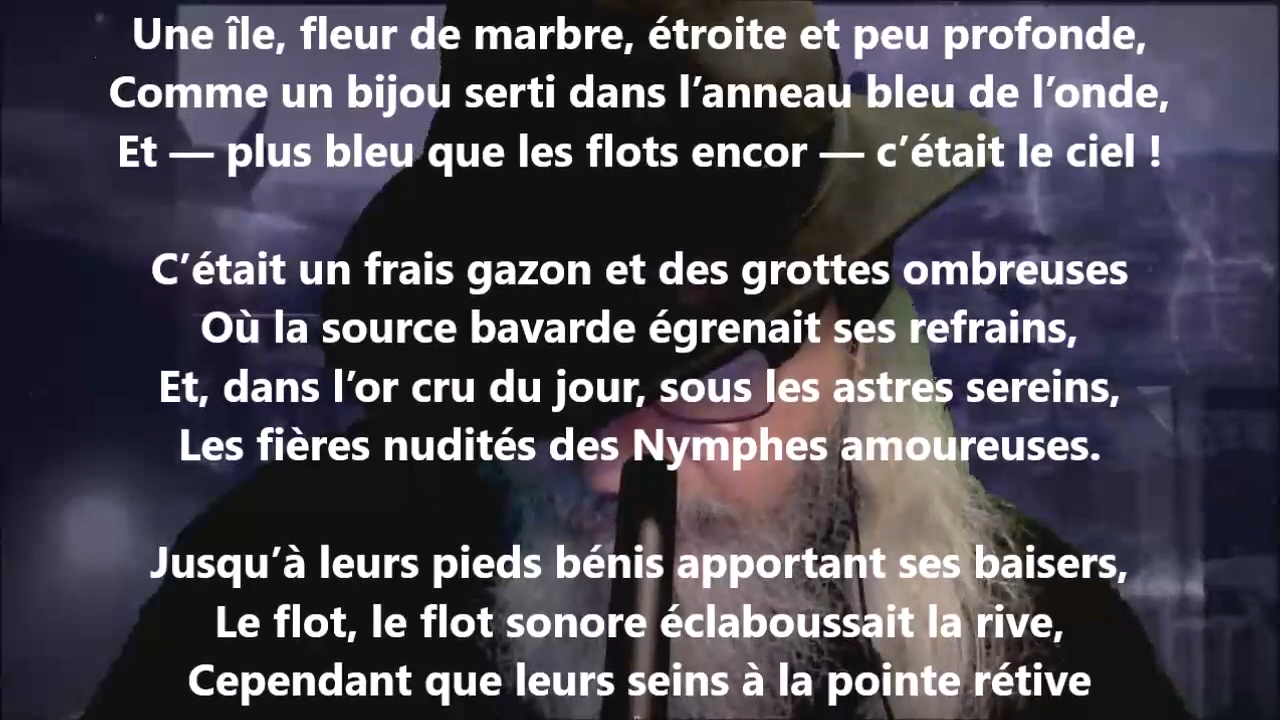 Une île, fleur de marbre, étroite et peu profonde,
Comme un bijou serti dans l’anneau bleu de l’onde,
Et — plus bleu que les flots encor — c’était le ciel !
C’était un frais gazon et des grottes ombreuses
Où la source bavarde égrenait ses refrains,
Et, dans l’or cru du jour, sous les astres sereins,
Les fières nudités des Nymphes amoureuses.
Jusqu’à leurs pieds bénis apportant ses baisers,
Le flot, le flot sonore éclaboussait la rive,
Cependant que leurs seins à la pointe rétive